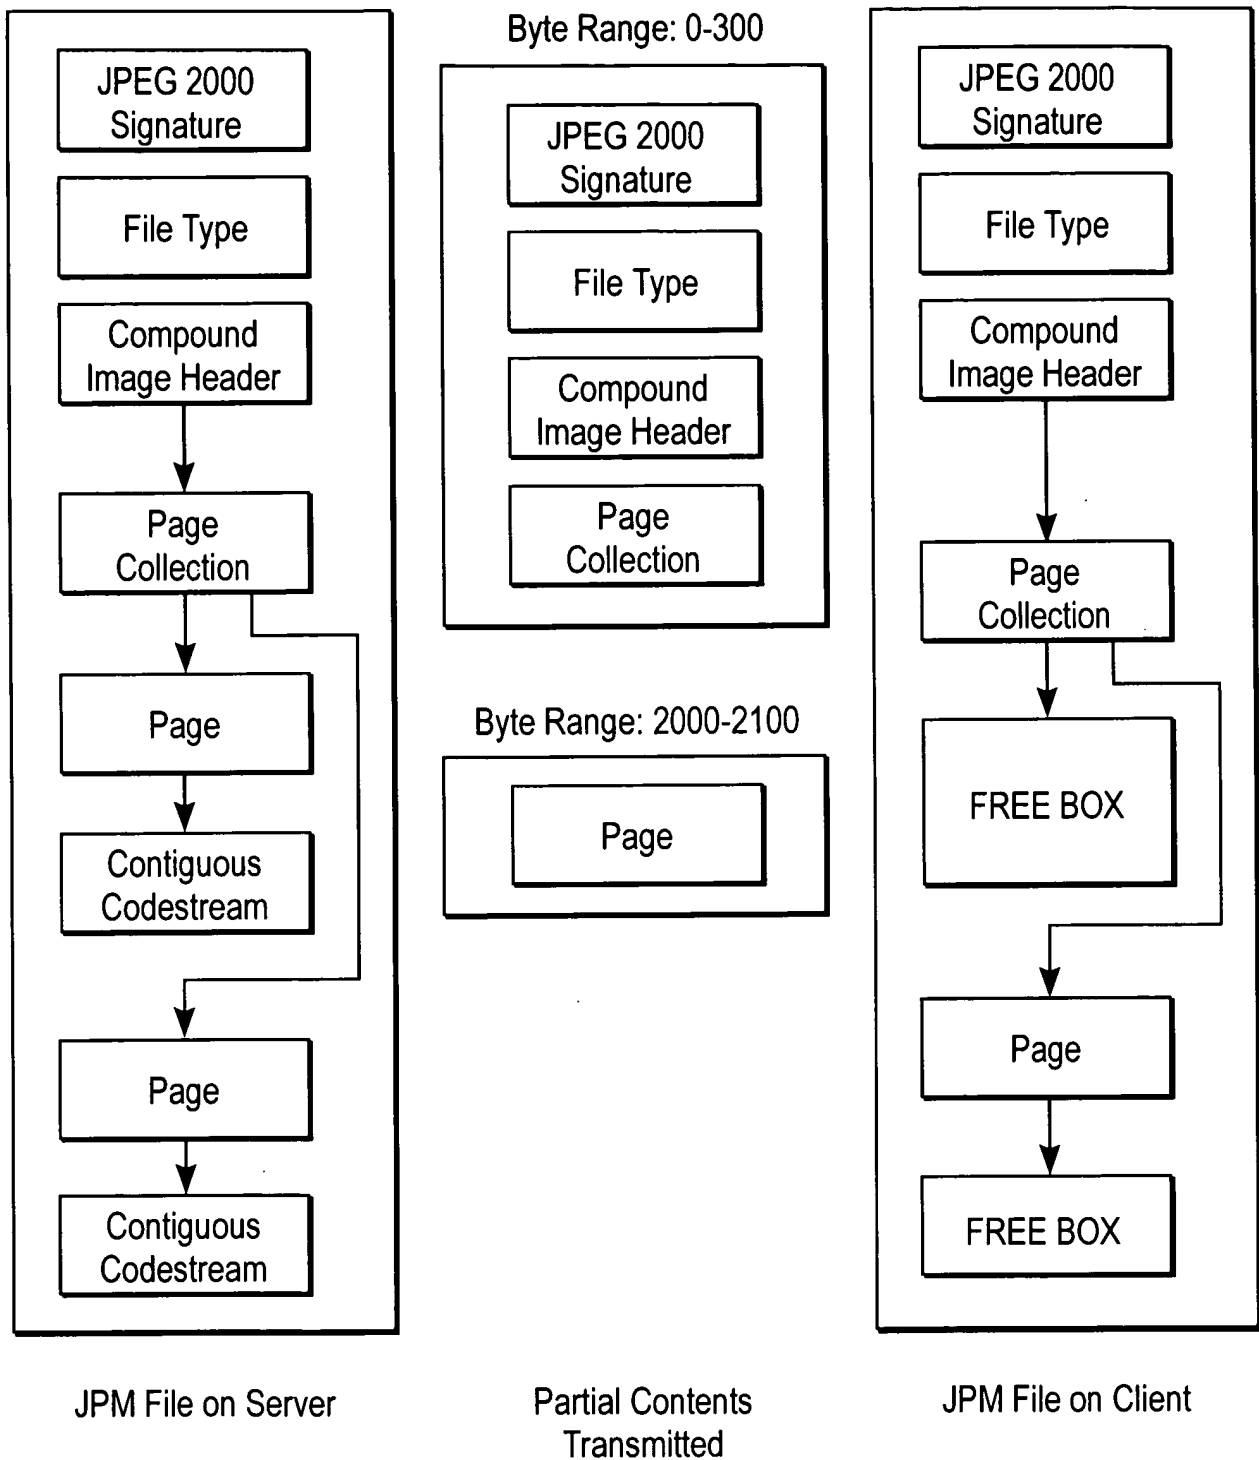 JPEG 2000
Signature
File Type
Compound
Image Header
Page
Collection
Page
Contiguous
Codestream
Page
Contiguous
Codestream
JPM File on Server
Byte Range: 0-300
JPEG 2000
Signature
File Type
Compound
Image Header
Page
Collection
Byte Range: 2000-2100
Page
Partial Contents
Transmitted
JPEG 2000
Signature
File Type
Compound
Image Header
Page
Collection
FREE BOX
Page
FREE BOX
JPM File on Client